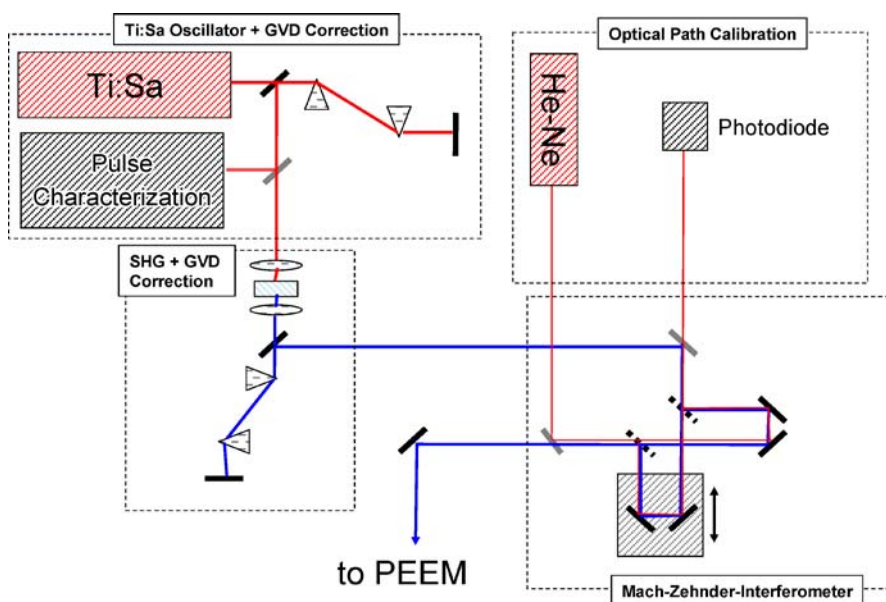 Ti:Sa Oscillator + GVD Correction
Optical Path Calibration
Ti:Sa
He-Ne
Photodiode
Pulse
Characterization
SHG + GVD
Correction
to PEEM
Mach-Zehnder-Interferometer